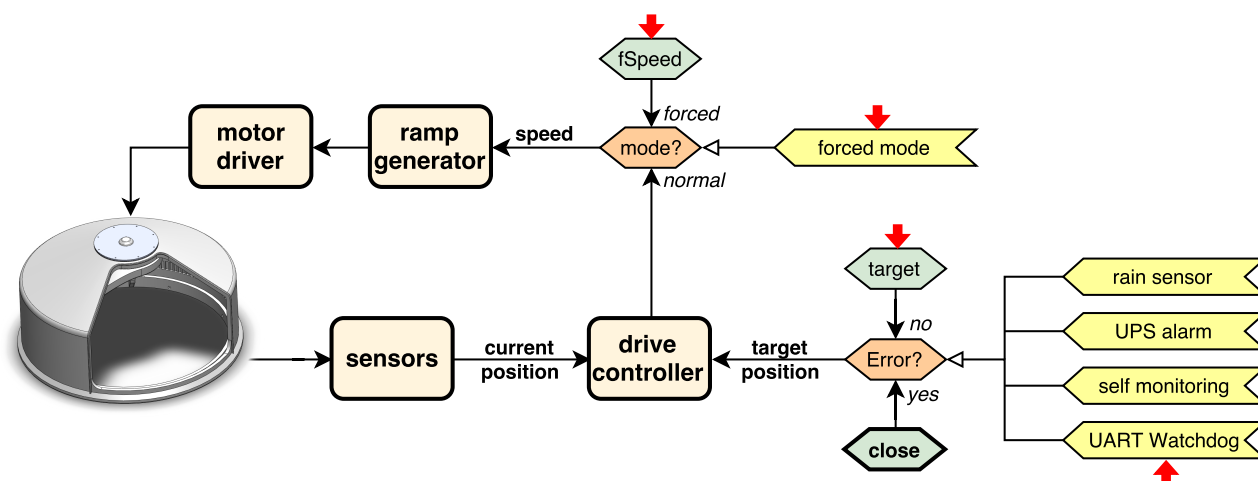 fSpeed
forced
motor
driver
ramp
generator
speed
mode?
forced mode
normal
target
no
rain sensor
UPS alarm
sensors
current
position
drive
controller
target
position
Error?
self monitoring
yes
close
UART Watchdog